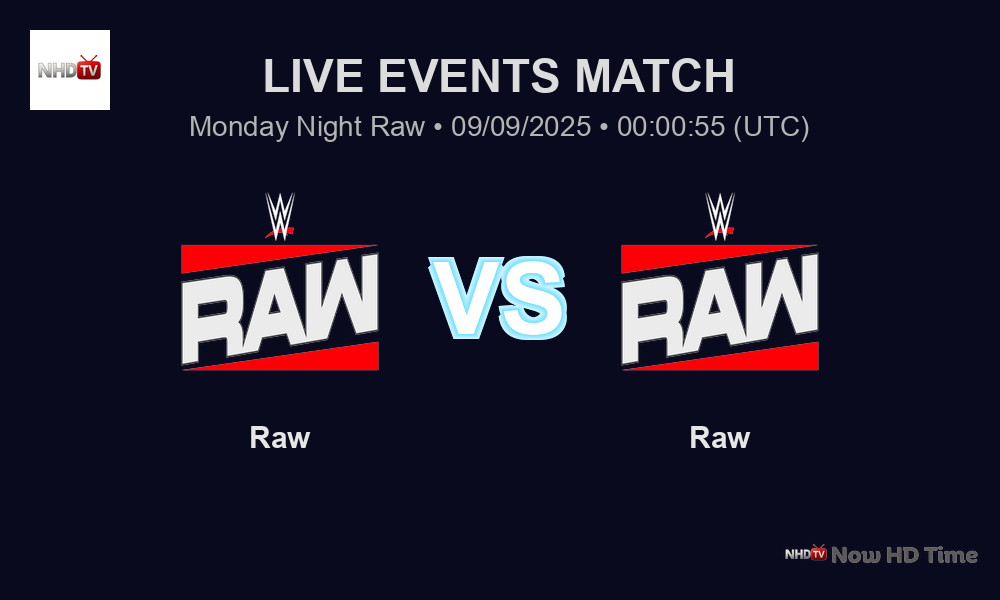 NHD TV
LIVE EVENTS MATCH
Monday Night Raw • 09/09/2025 • 00:00:55 (UTC)
W
W
RAW
VS
RAW
Raw
Raw
NHD TV Now HD Time